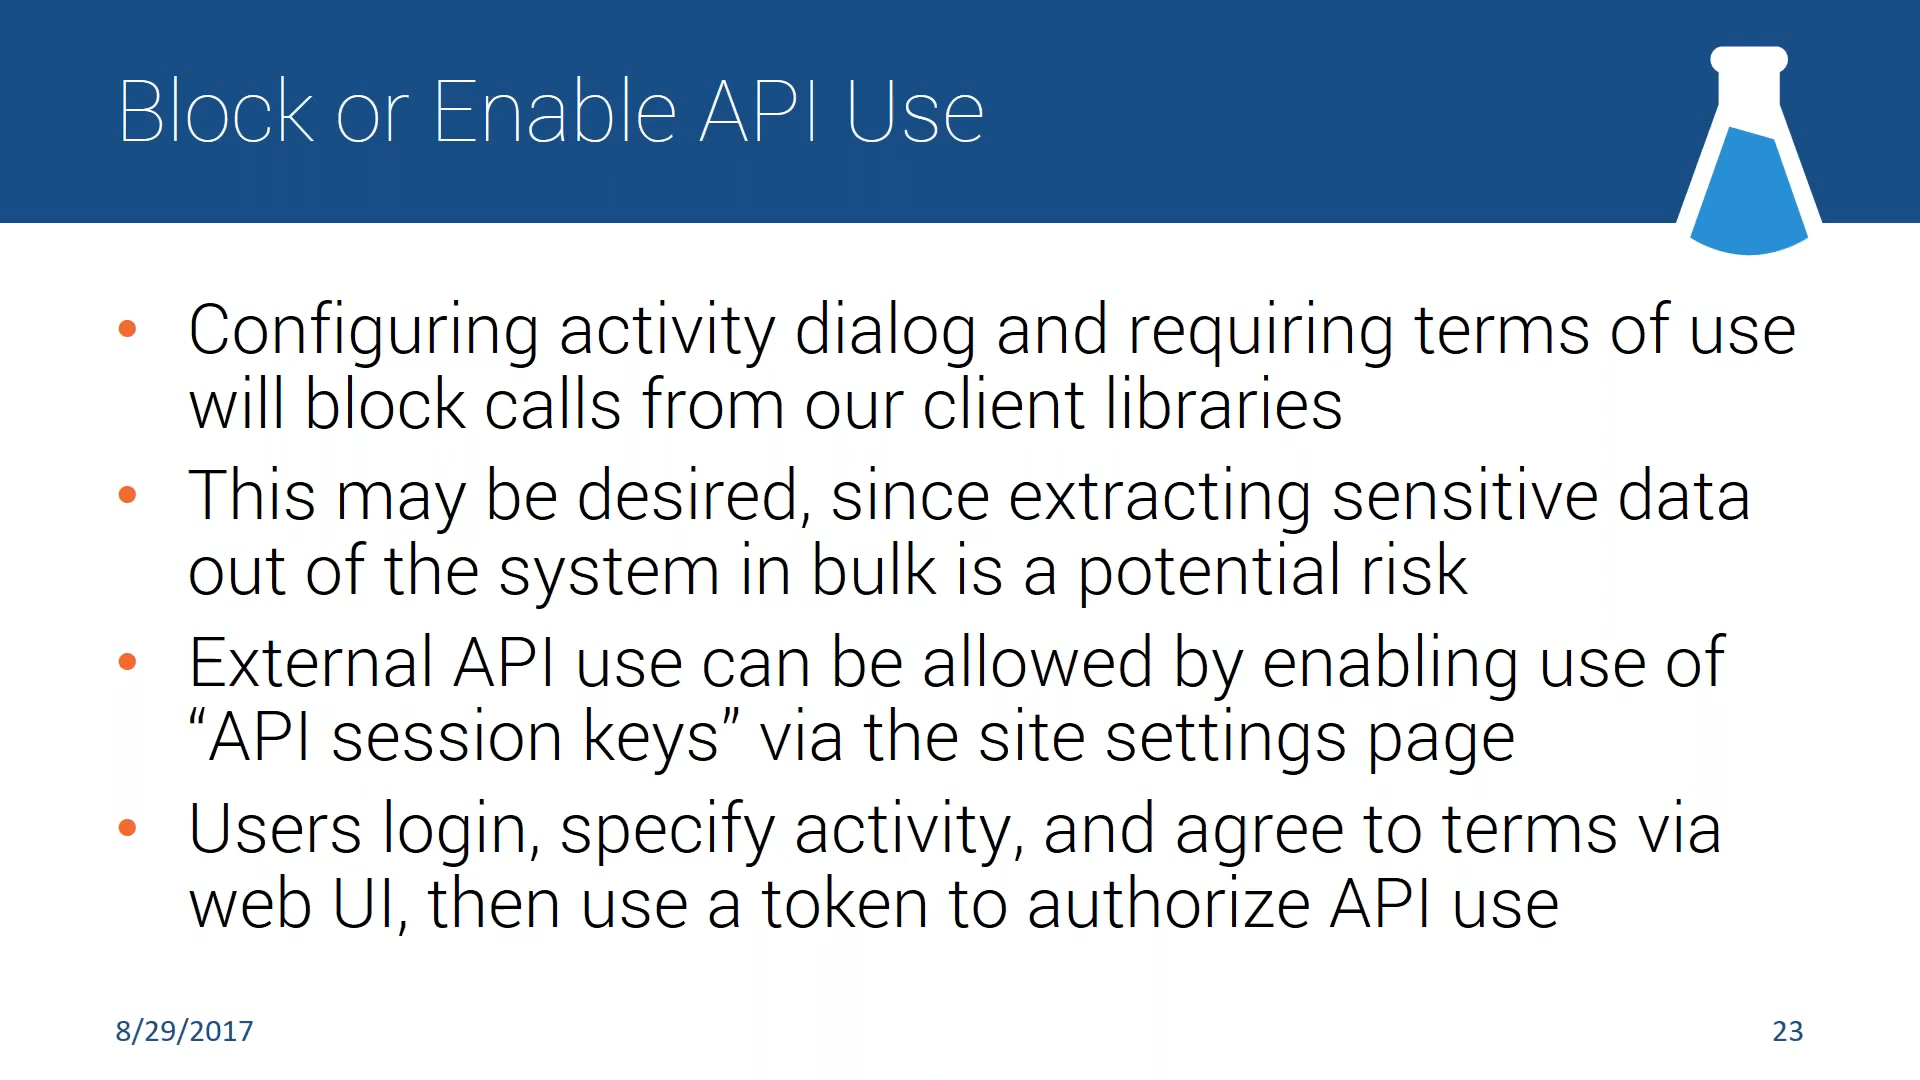 Block or Enable API Use
• Configuring activity dialog and requiring terms of use
will block calls from our client libraries
• This may be desired, since extracting sensitive data
out of the system in bulk is a potential risk
• External API use can be allowed by enabling use of
“API session keys” via the site settings page
• Users login, specify activity, and agree to terms via
web UI, then use a token to authorize API use
8/29/2017
23